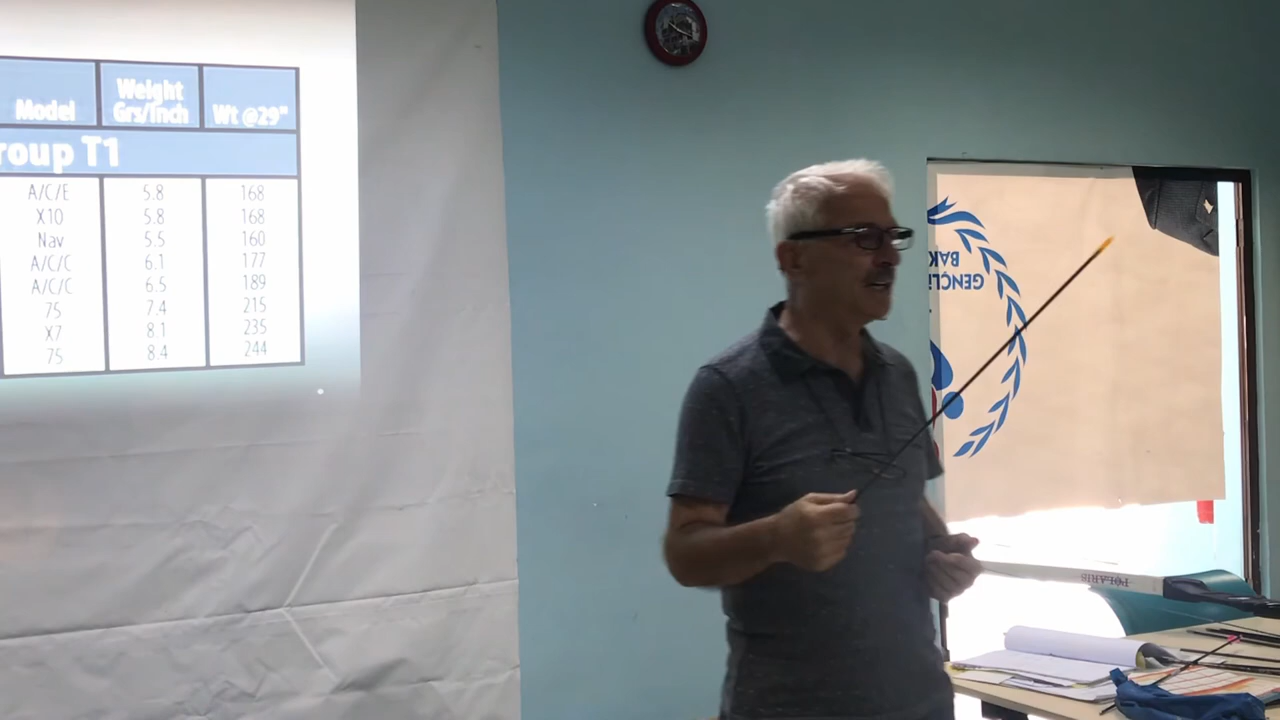 Model Weight Grs/Inch Wt @29"
roup T1
A/C/E 5.8 168
X10 5.8 168
Nav 5.5 160
A/C/C 6.1 177
A/C/C 6.5 189
75 7.4 215
X7 8.1 235
75 8.4 244
BAK
GENÇLİ
POLARIS